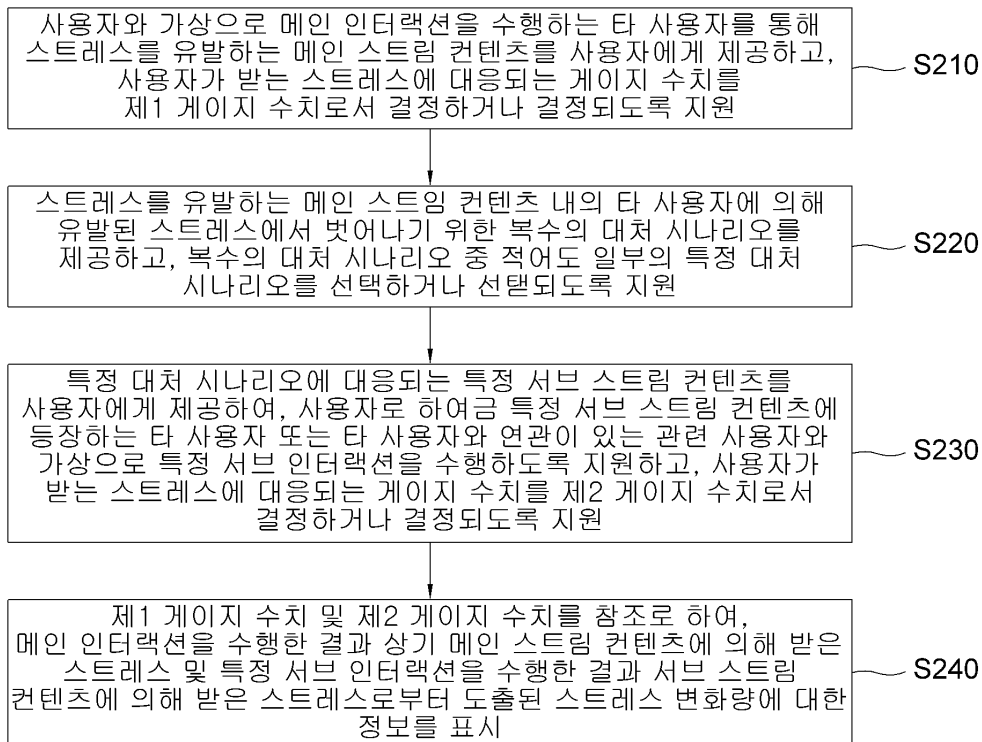 사용자와 가상으로 메인 인터랙션을 수행하는 타 사용자를 통해
스트레스를 유발하는 메인 스트림 컨텐츠를 사용자에게 제공하고,
사용자가 받는 스트레스에 대응되는 게이지 수치를
제1 게이지 수치로서 결정하거나 결정되도록 지원
S210
스트레스를 유발하는 메인 스트임 컨텐츠 내의 타 사용자에 의해
유발된 스트레스에서 벗어나기 위한 복수의 대처 시나리오를
제공하고, 복수의 대처 시나리오 중 적어도 일부의 특정 대처
시나리오를 선택하거나 선탣되도록 지원
S220
특정 대처 시나리오에 대응되는 특정 서브 스트림 컨텐츠를
사용자에게 제공하여, 사용자로 하여금 특정 서브 스트림 컨텐츠에
등장하는 타 사용자 또는 타 사용자와 연관이 있는 관련 사용자와
가상으로 특정 서브 인터랙션을 수행하도록 지원하고, 사용자가
받는 스트레스에 대응되는 게이지 수치를 제2 게이지 수치로서
결정하거나 결정되도록 지원
S230
제1 게이지 수치 및 제2 게이지 수치를 참조로 하여,
메인 인터랙션을 수행한 결과 상기 메인 스트림 컨텐츠에 의해 받은
스트레스 및 특정 서브 인터랙션을 수행한 결과 서브 스트림
컨텐츠에 의해 받은 스트레스로부터 도출된 스트레스 변화량에 대한
정보를 표시
S240